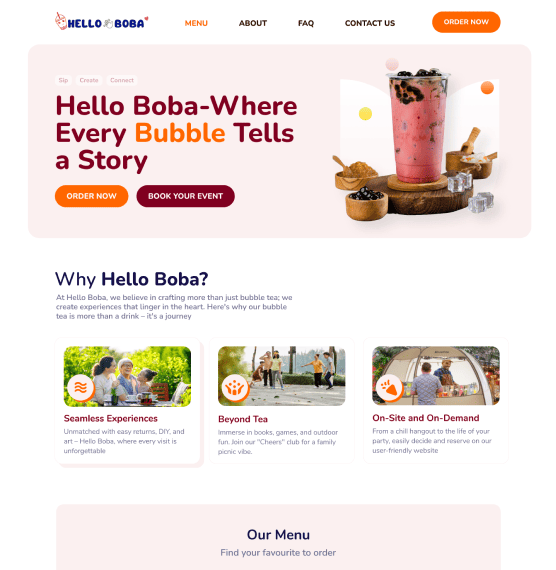 HELLO BOBA
MENU
ABOUT
FAQ
CONTACT US
ORDER NOW
Sip
Create
Connect
Hello Boba-Where
Every Bubble Tells
a Story
ORDER NOW
BOOK YOUR EVENT
Why Hello Boba?
At Hello Boba, we believe in crafting more than just bubble tea; we
create experiences that linger in the heart. Here's why our bubble
tea is more than a drink – it's a journey
Seamless Experiences
Unmatched with easy returns, DIY, and
art – Hello Boba, where every visit is
unforgettable
Beyond Tea
Immerse in books, games, and outdoor
fun. Join our "Cheers" club for a family
picnic vibe.
On-Site and On-Demand
From a chill hangout to the life of your
party, easily decide and reserve on our
user-friendly website
Our Menu
Find your favourite to order